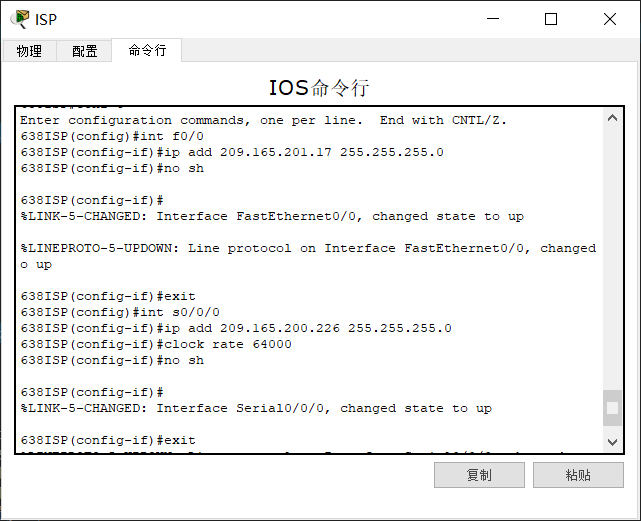 ISP
物理
配置
命令行
IOS命令行
Enter configuration commands, one per line.  End with CNTL/Z.
638ISP(config)#int f0/0
638ISP(config-if)#ip add 209.165.201.17 255.255.255.0
638ISP(config-if)#no sh
638ISP(config-if)#
%LINK-5-CHANGED: Interface FastEthernet0/0, changed state to up
%LINEPROTO-5-UPDOWN: Line protocol on Interface FastEthernet0/0, changed
o up
638ISP(config-if)#exit
638ISP(config)#int s0/0/0
638ISP(config-if)#ip add 209.165.200.226 255.255.255.0
638ISP(config-if)#clock rate 64000
638ISP(config-if)#no sh
638ISP(config-if)#
%LINK-5-CHANGED: Interface Serial0/0/0, changed state to up
638ISP(config-if)#exit
复制
粘贴